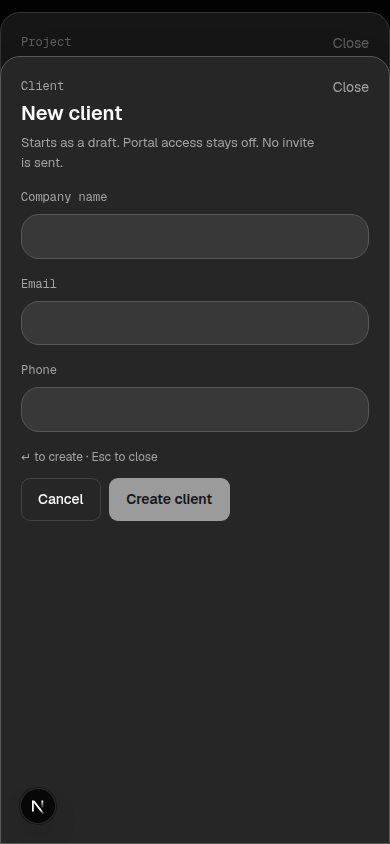 Project
Close
Client
Close
New client
Starts as a draft. Portal access stays off. No invite
is sent.
Company name
Email
Phone
↵ to create · Esc to close
Cancel
Create client
N